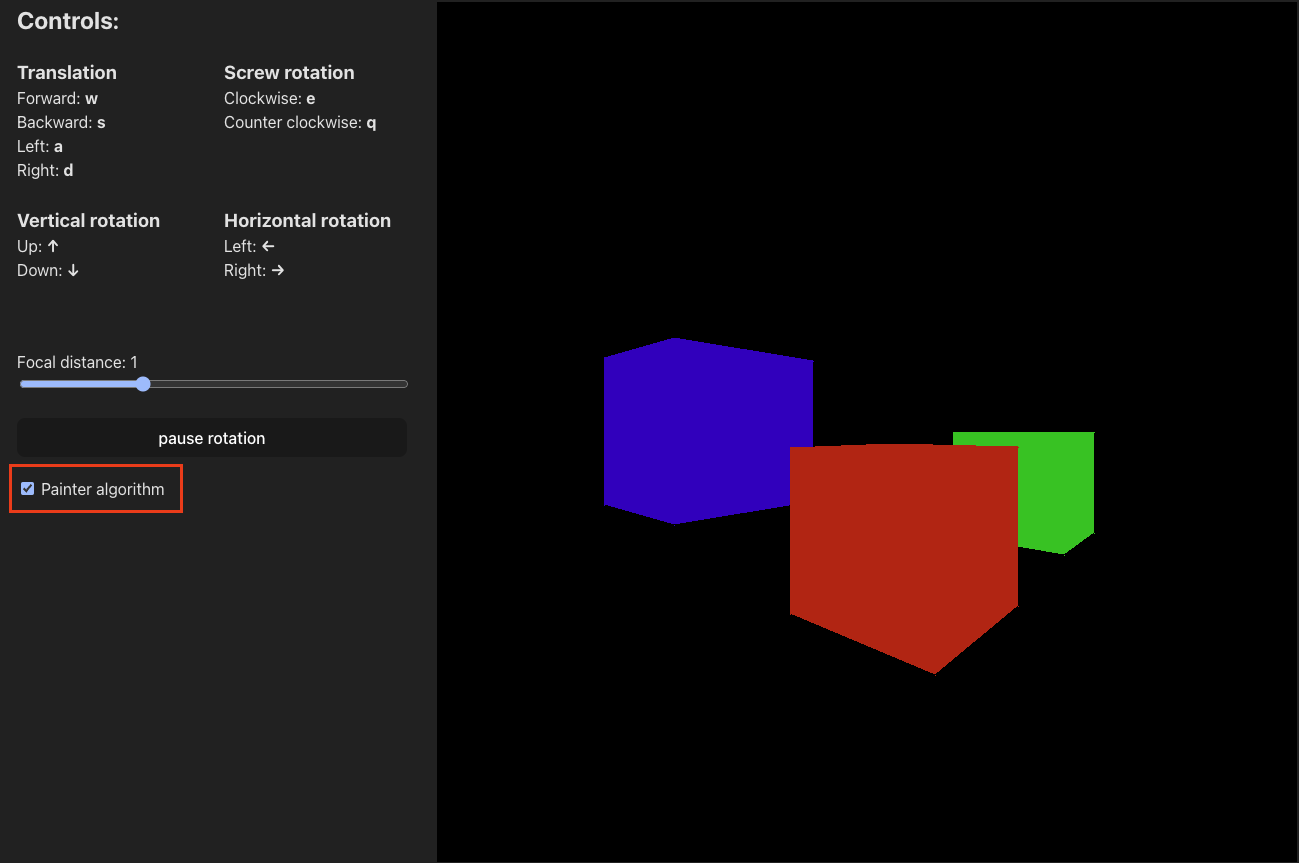 Controls:
Translation
Forward: w
Backward: s
Left: a
Right: d
Screw rotation
Clockwise: e
Counter clockwise: q
Vertical rotation
Up: ↑
Down: ↓
Horizontal rotation
Left: ←
Right: →
Focal distance: 1
pause rotation
Painter algorithm